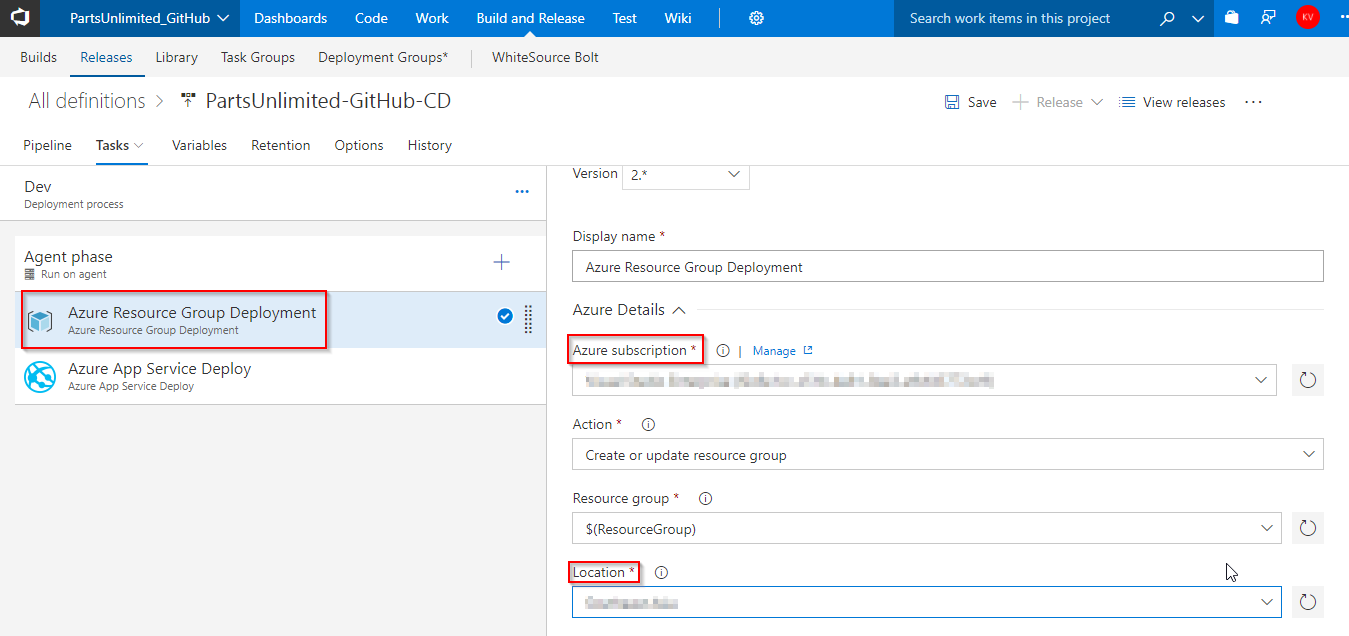 PartsUnlimited_GitHub Dashboards Code Work Build and Release Test Wiki Search work items in this project KV
Builds Releases Library Task Groups Deployment Groups* WhiteSource Bolt
All definitions > PartsUnlimited-GitHub-CD Save Release View releases ...
Pipeline Tasks Variables Retention Options History
Dev
Deployment process
Agent phase
Run on agent
Azure Resource Group Deployment
Azure Resource Group Deployment
Azure App Service Deploy
Azure App Service Deploy
Version 2.*
Display name *
Azure Resource Group Deployment
Azure Details
Azure subscription * | Manage
Action *
Create or update resource group
Resource group *
$(ResourceGroup)
Location *